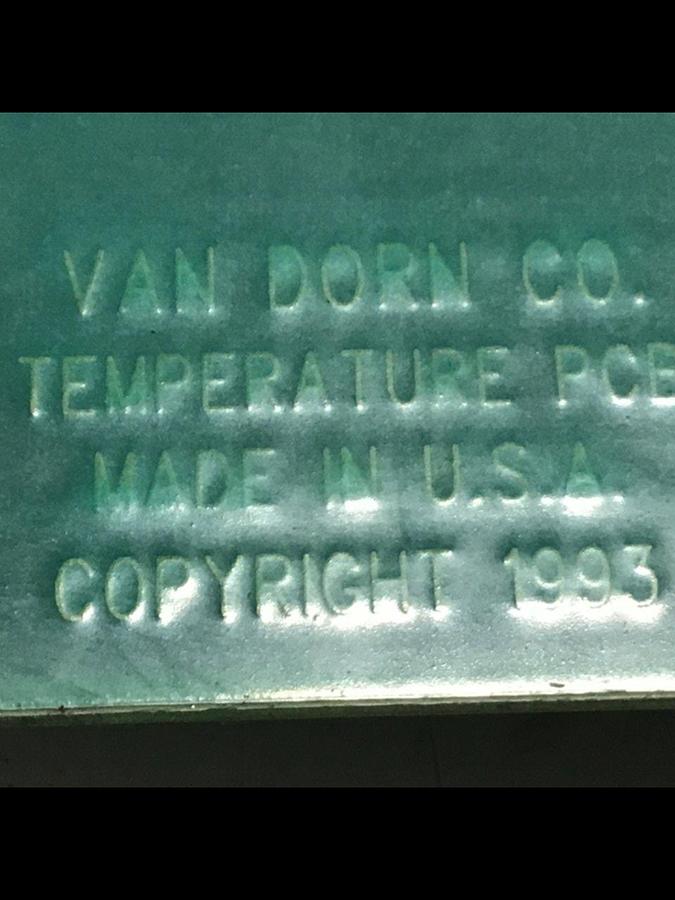 VAN DORN CO.
TEMPERATURE PCB
MADE IN U.S.A.
COPYRIGHT 1993